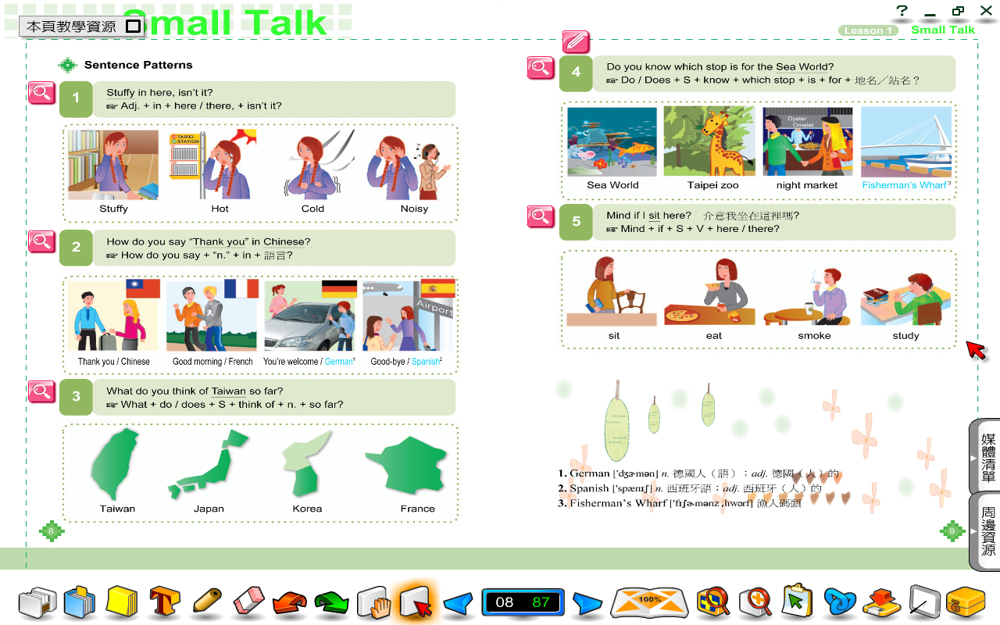 Small Talk
本頁教學資源
Lesson 1 Small Talk
Sentence Patterns
1
Stuffy in here, isn't it?
☞ Adj. + in + here / there, + isn't it?
TAIPEI STATION
Stuffy Hot Cold Noisy
2
How do you say “Thank you” in Chinese?
☞ How do you say + “n.” + in + 語言?
Airport
Thank you / Chinese Good morning / French You're welcome / German1 Good-bye / Spanish2
3
What do you think of Taiwan so far?
☞ What + do / does + S + think of + n. + so far?
Taiwan Japan Korea France
8
4
Do you know which stop is for the Sea World?
☞ Do / Does + S + know + which stop + is + for + 地名／站名？
Oyster Omelet
Sea World Taipei zoo night market Fisherman's Wharf3
5
Mind if I sit here? 介意我坐在這裡嗎?
☞ Mind + if + S + V + here / there?
sit eat smoke study
1. German [ˈdʒɝmən] n. 德國人（語）；adj. 德國（人）的
2. Spanish [ˈspænɪʃ] n. 西班牙語；adj. 西班牙（人）的
3. Fisherman's Wharf [ˈfɪʃɚmənz ˌhwɔrf] 漁人碼頭
9
媒體清單
周邊資源
08 87
100%